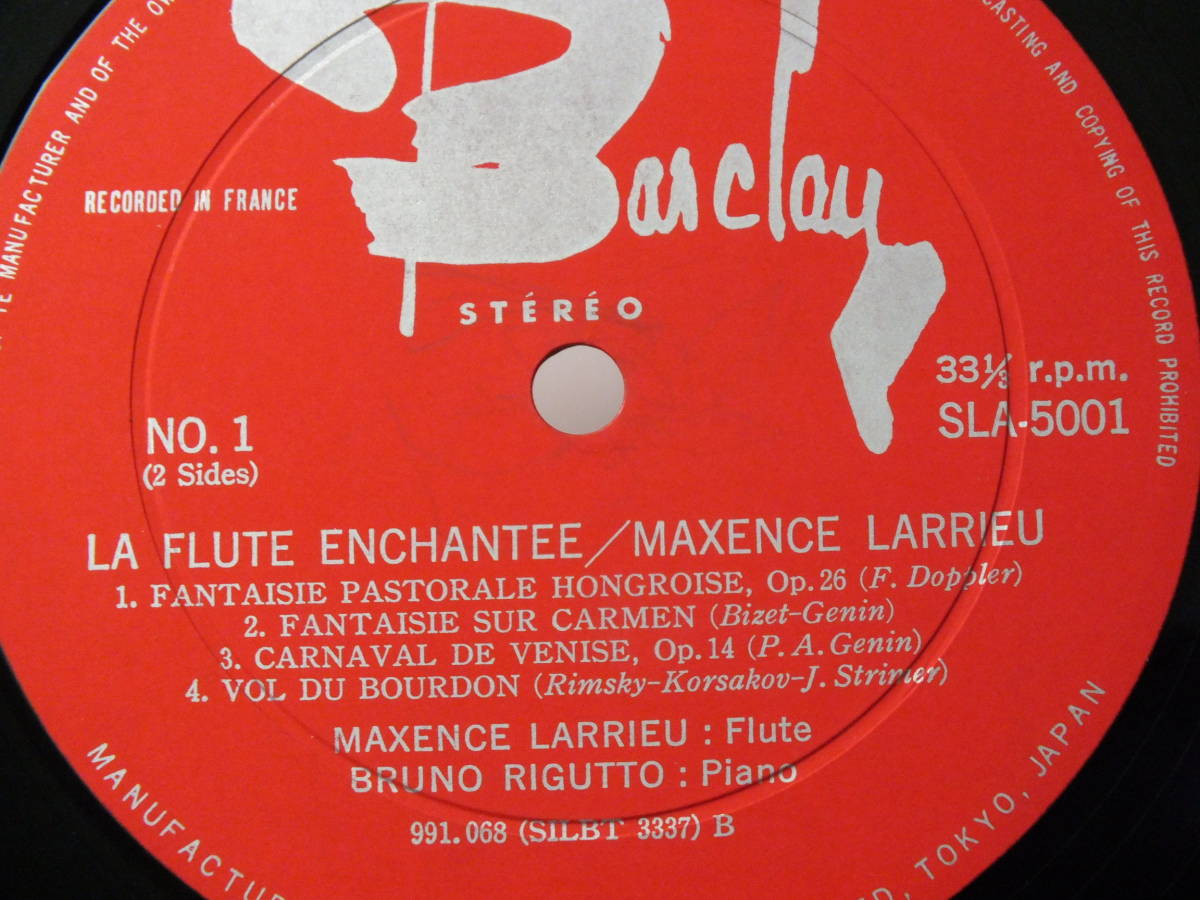 Barclay
RECORDED IN FRANCE
STÉRÉO
33⅓ r.p.m.
SLA-5001
NO. 1
(2 Sides)
LA FLUTE ENCHANTEE/MAXENCE LARRIEU
1. FANTAISIE PASTORALE HONGROISE, Op. 26 (F. Doppler)
2. FANTAISIE SUR CARMEN (Bizet-Genin)
3. CARNAVAL DE VENISE, Op. 14 (P. A. Genin)
4. VOL DU BOURDON (Rimsky-Korsakov-J. Strimer)
MAXENCE LARRIEU : Flute
BRUNO RIGUTTO : Piano
991.068 (SILBT 3337) B
MANUFACTURER AND OF THE
CASTING AND COPYING OF THIS RECORD PROHIBITED
MANUFACTUR
D, TOKYO, JAPAN